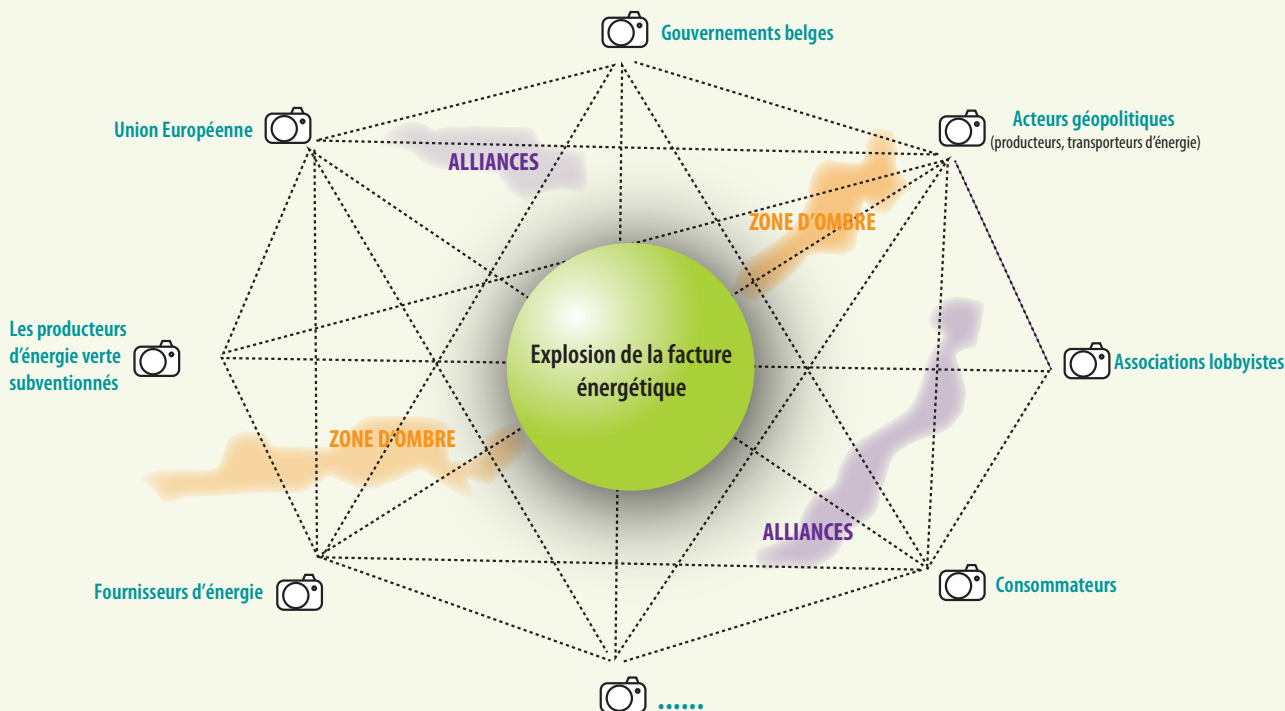 Gouvernements belges
Union Européenne
Acteurs géopolitiques
(producteurs, transporteurs d'énergie)
ALLIANCES
ZONE D'OMBRE
Les producteurs
d'énergie verte
subventionnés
Explosion de la facture
énergétique
Associations lobbyistes
ZONE D'OMBRE
ALLIANCES
Fournisseurs d'énergie
Consommateurs
......